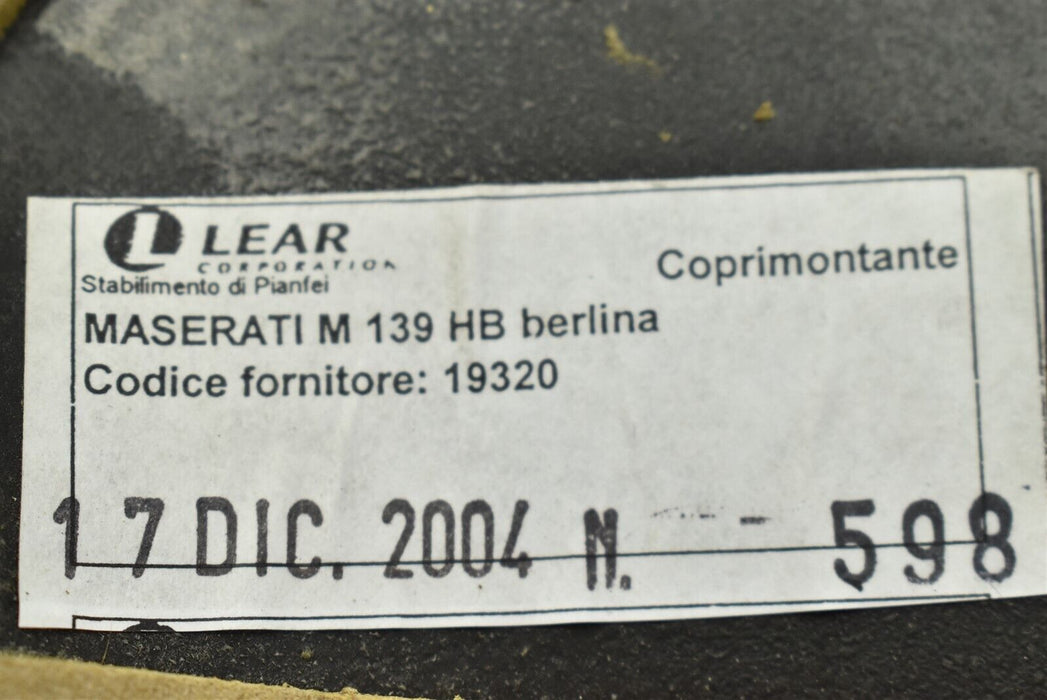 LEAR
CORPORATION
Stabilimento di Pianfei
Coprimontante
MASERATI M 139 HB berlina
Codice fornitore: 19320
17 DIC. 2004 N. 598